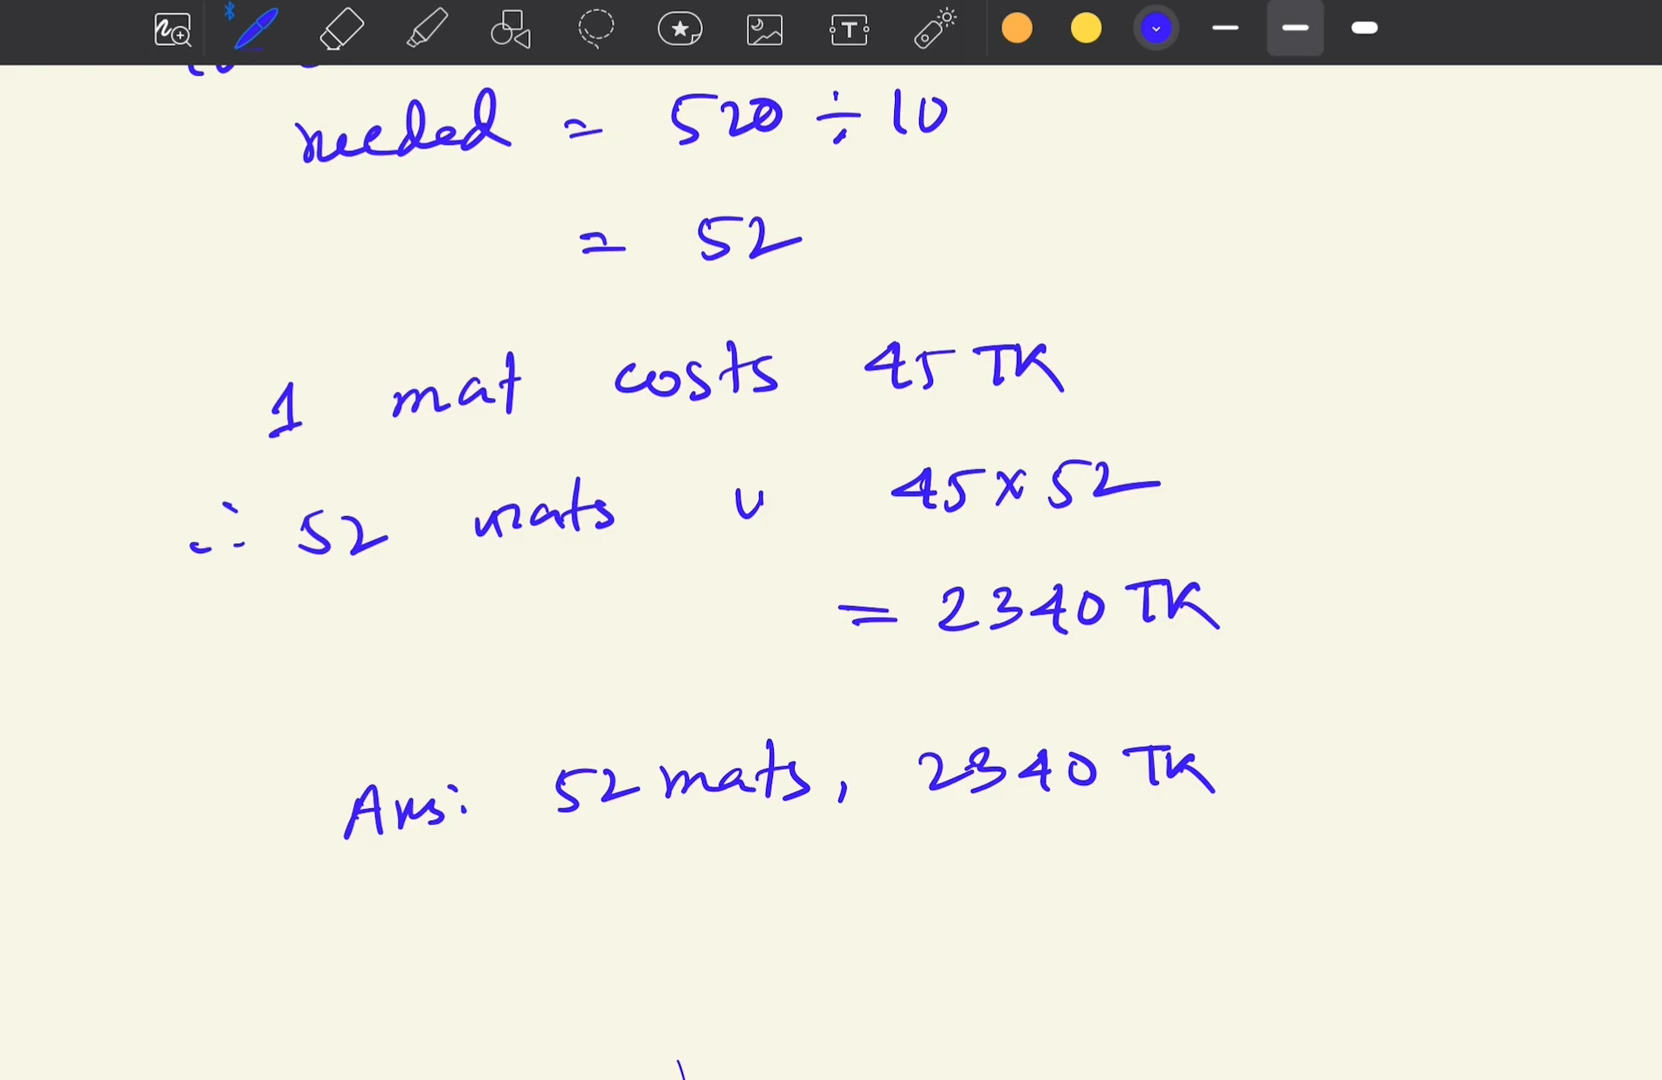 needed = 520 ÷ 10
= 52
1 mat costs 45 TK
∴ 52 mats υ 45 x 52
= 2340 TK
Ans: 52 mats, 2340 TK